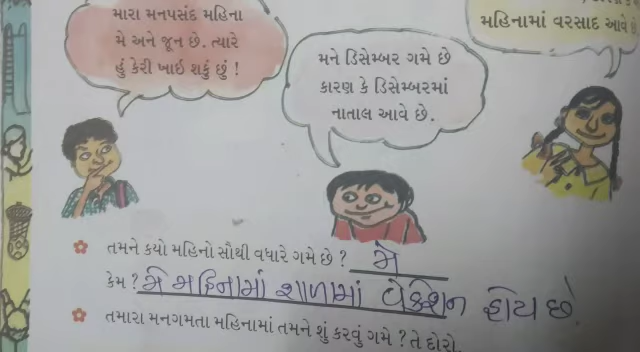 મારા મનપસંદ મહિના
મે અને જૂન છે. ત્યારે
હું કેરી ખાઈ શકું છું !
મને ડિસેમ્બર ગમે છે
કારણ કે ડિસેમ્બરમાં
નાતાલ આવે છે.
મહિનામાં વરસાદ આવે છે
તમને કયો મહિનો સૌથી વધારે ગમે છે ? મે
કેમ ? મે મહિનામાં શાળામાં વેકેશન હોય છે.
તમારા મનગમતા મહિનામાં તમને શું કરવું ગમે ? તે દોરો.